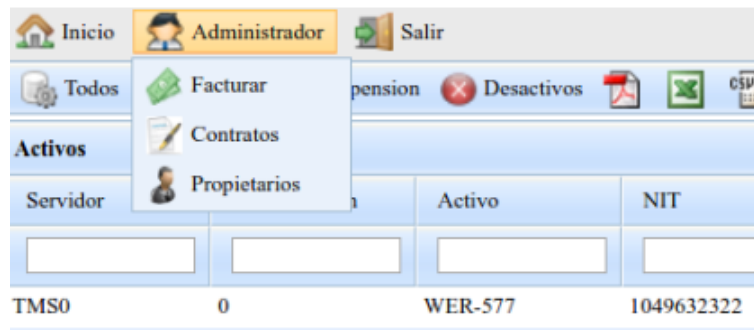 Inicio Administrador Salir
Todos Facturar pension Desactivos
Contratos
Activos
Propietarios
Servidor Activo NIT
TMS0 0 WER-577 1049632322